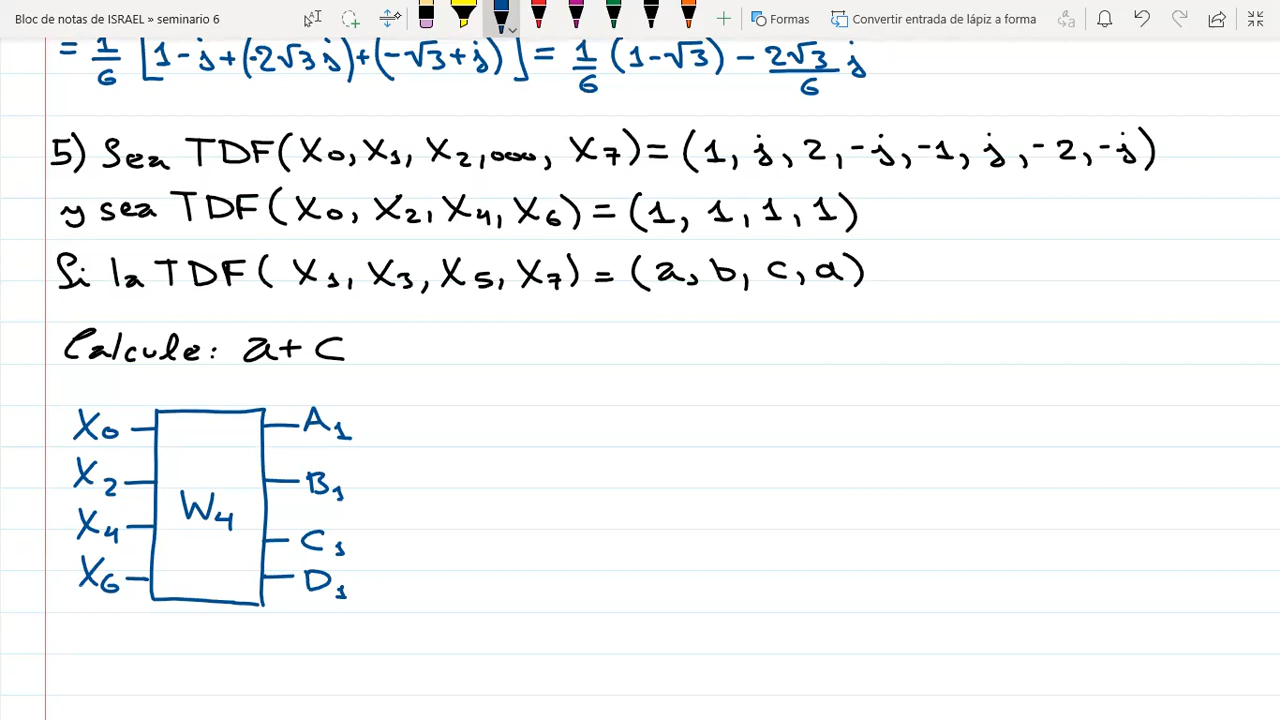 Bloc de notas de ISRAEL » seminario 6
Formas
Convertir entrada de lápiz a forma
= 1/6 [1-j+(-2√3j)+(-√3+j)] = 1/6 (1-√3) - 2√3/6 j
5) Sea TDF(X0, X1, X2,ooo, X7)=(1, j, 2, -j, -1, j, -2, -j)
y sea TDF(X0, X2, X4, X6) = (1, 1, 1, 1)
Si la TDF( X1, X3, X5, X7) = (a, b, c, d)
Calcule: a+c
X0 A1
X2 B1
W4
X4 C1
X6 D1